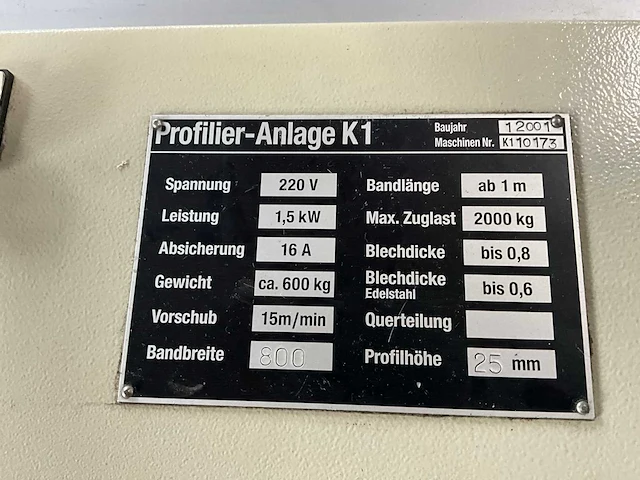 Profilier-Anlage K1
Baujahr 12001
Maschinen Nr. K110173
Spannung 220 V
Leistung 1,5 kW
Absicherung 16 A
Gewicht ca. 600 kg
Vorschub 15m/min
Bandbreite 800
Bandlänge ab 1 m
Max. Zuglast 2000 kg
Blechdicke bis 0,8
Blechdicke Edelstahl bis 0,6
Querteilung
Profilhöhe 25 mm